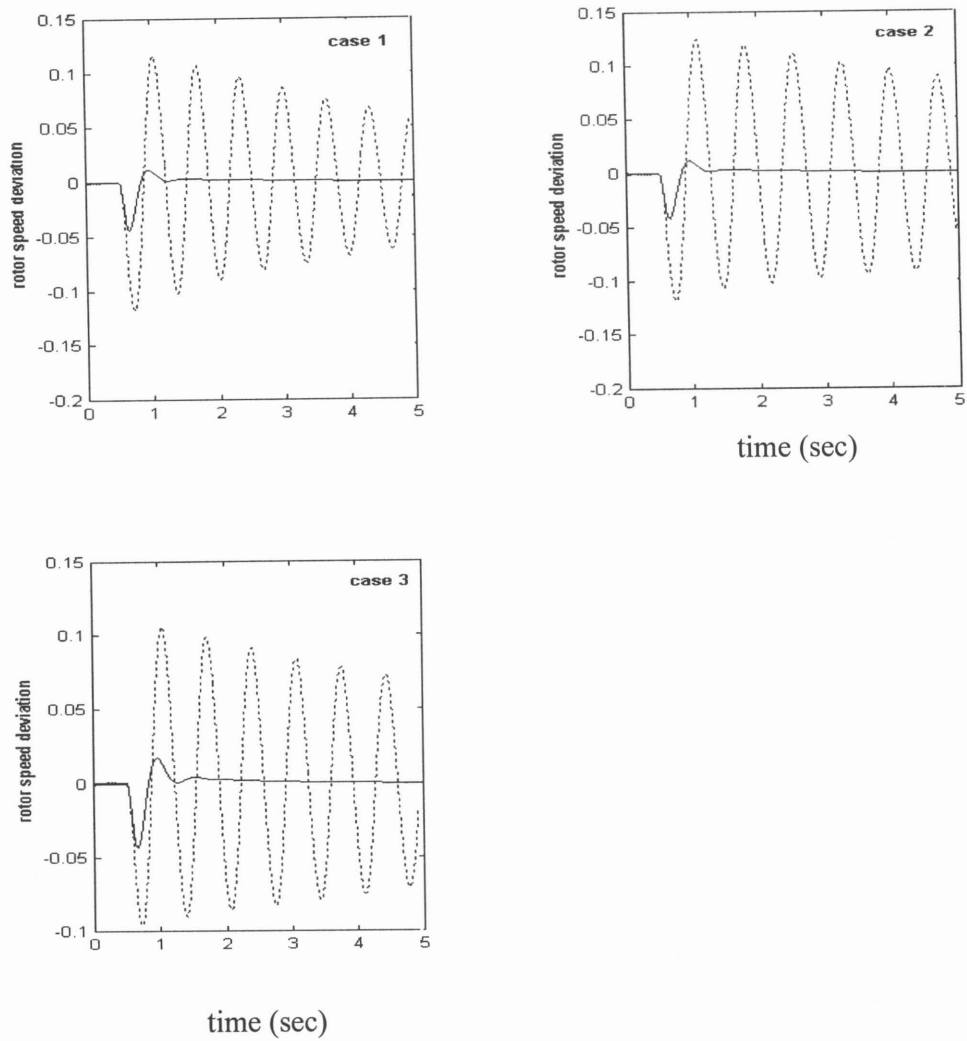 case 1
rotor speed deviation
0.15
0.1
0.05
0
-0.05
-0.1
-0.15
-0.2
0 1 2 3 4 5
case 2
rotor speed deviation
0.15
0.1
0.05
0
-0.05
-0.1
-0.15
-0.2
0 1 2 3 4 5
time (sec)
case 3
rotor speed deviation
0.15
0.1
0.05
0
-0.05
-0.1
0 1 2 3 4 5
time (sec)